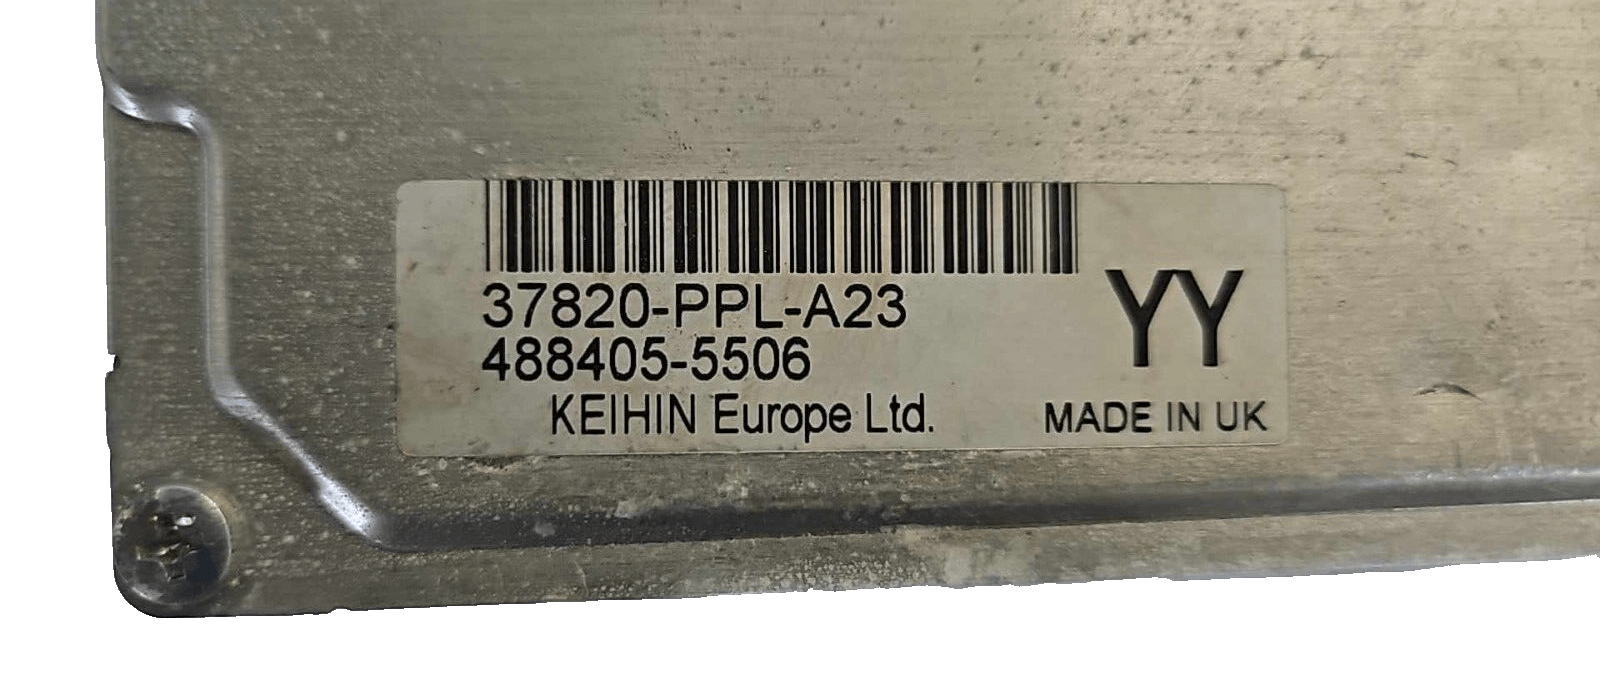 37820-PPL-A23
YY
488405-5506
KEIHIN Europe Ltd.
MADE IN UK